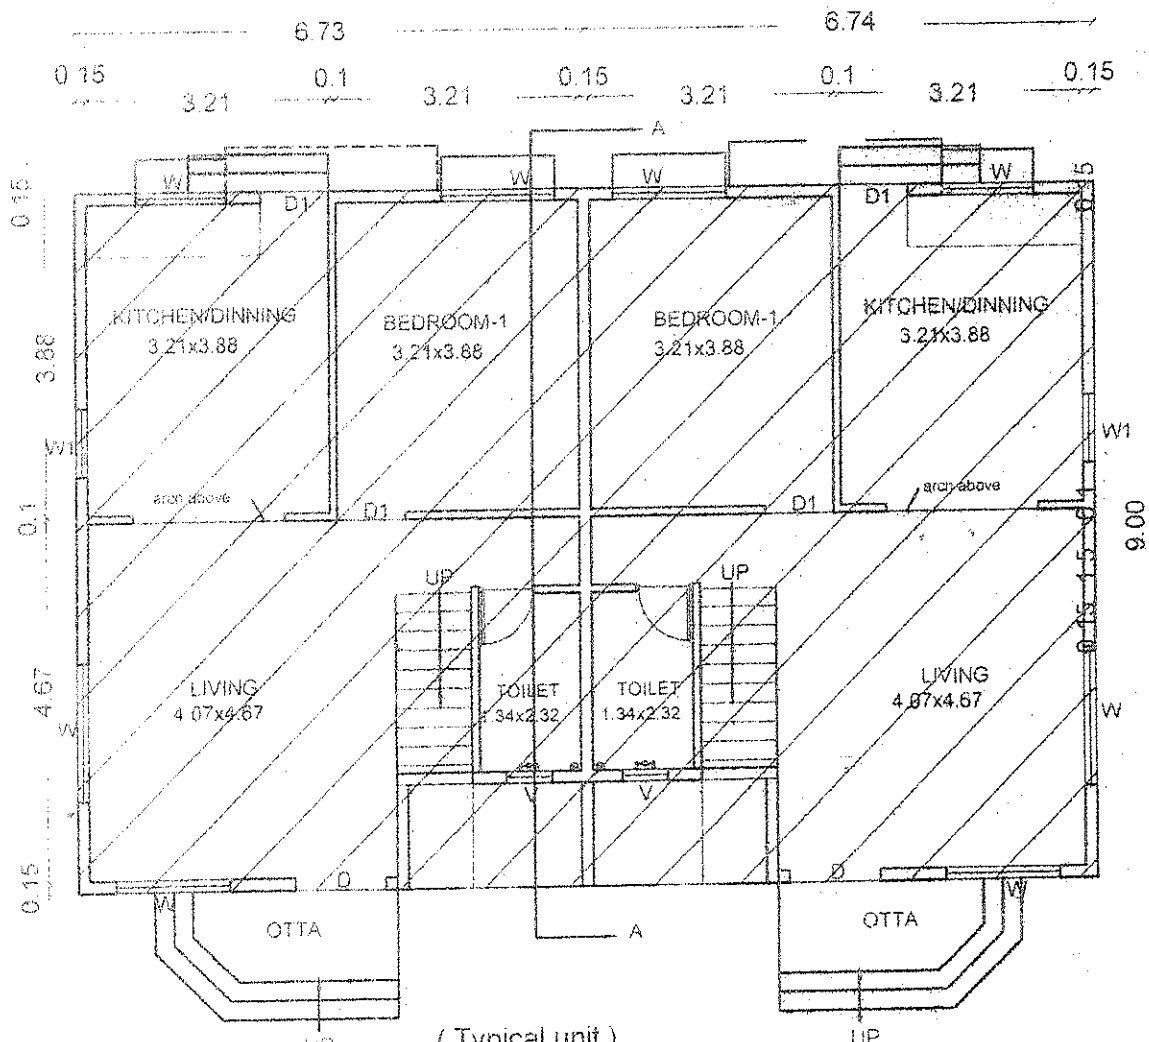 6.73 6.74
0.15 0.1 0.15 0.1 0.15
3.21 3.21 3.21 3.21
A
W W W W
D1 D1
0.15
3.88
0.1
4.67
0.15
KITCHEN/DINNING
3.21x3.88
BEDROOM-1
3.21x3.88
BEDROOM-1
3.21x3.88
KITCHEN/DINNING
3.21x3.88
W1 W1
arch above arch above
D1 D1
9.00
UP UP
LIVING
4.07x4.67
TOILET
1.34x2.32
TOILET
1.34x2.32
LIVING
4.07x4.67
W W
V V
D D
W W
OTTA OTTA
A
( Typical unit )
UP